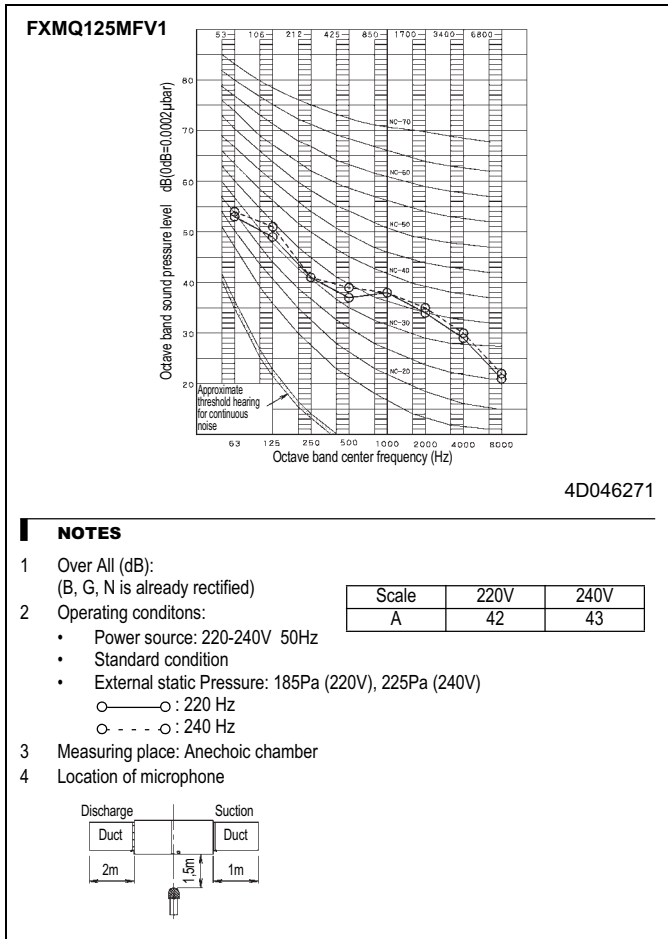 FXMQ125MFV1
53 106 212 425 850 1700 3400 6800
Octave band sound pressure level dB(0dB=0.0002µbar)
80
70
60
50
40
30
20
NC-70
NC-60
NC-50
NC-40
NC-30
NC-20
Approximate
threshold hearing
for continuous
noise
63 125 250 500 1000 2000 4000 8000
Octave band center frequency (Hz)
4D046271
NOTES
1 Over All (dB):
(B, G, N is already rectified)
Scale 220V 240V
A 42 43
2 Operating conditons:
• Power source: 220-240V 50Hz
• Standard condition
• External static Pressure: 185Pa (220V), 225Pa (240V)
: 220 Hz
: 240 Hz
3 Measuring place: Anechoic chamber
4 Location of microphone
Discharge Suction
Duct Duct
2m 1,5m 1m